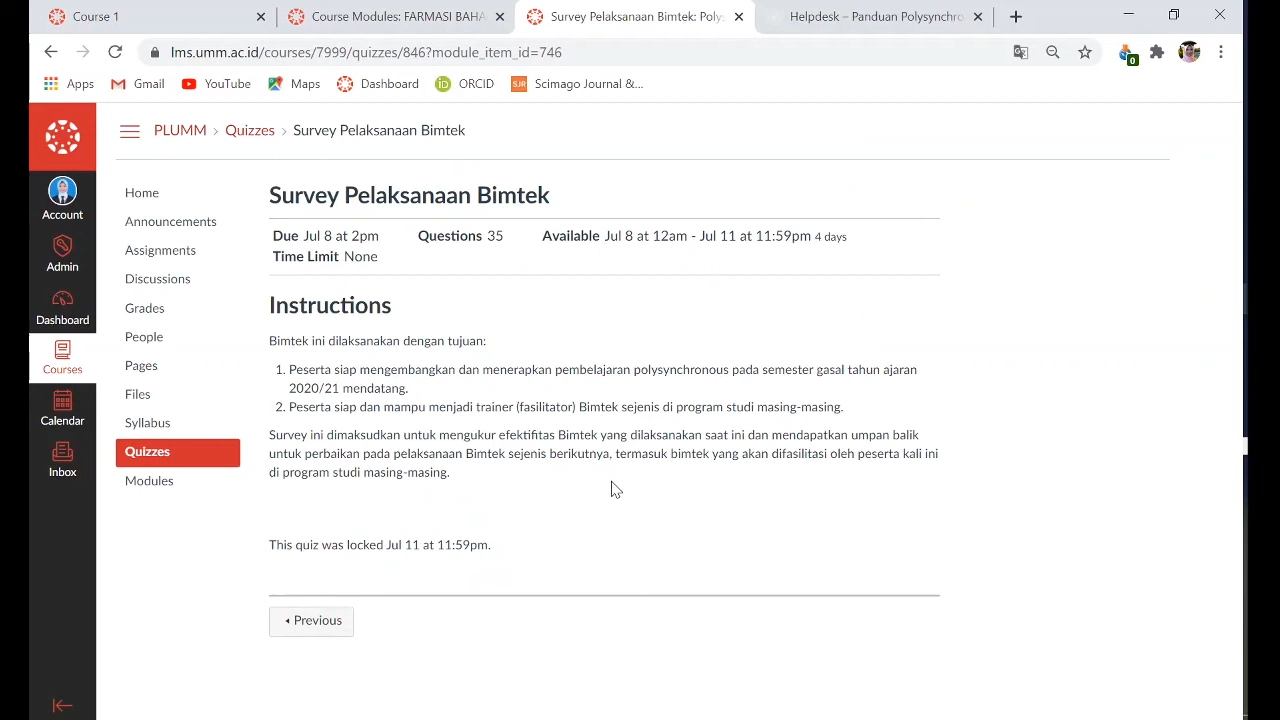 Course 1
Course Modules: FARMASI BAHA
Survey Pelaksanaan Bimtek: Poly
Helpdesk – Panduan Polysynchro
lms.umm.ac.id/courses/7999/quizzes/846?module_item_id=746
0
Apps
Gmail
YouTube
Maps
Dashboard
ORCID
SJR
Scimago Journal &...
PLUMM › Quizzes › Survey Pelaksanaan Bimtek
Account
Admin
Dashboard
Courses
Calendar
Inbox
Home
Announcements
Assignments
Discussions
Grades
People
Pages
Files
Syllabus
Quizzes
Modules
Survey Pelaksanaan Bimtek
Due Jul 8 at 2pm Questions 35 Available Jul 8 at 12am - Jul 11 at 11:59pm 4 days
Time Limit None
Instructions
Bimtek ini dilaksanakan dengan tujuan:
1. Peserta siap mengembangkan dan menerapkan pembelajaran polysynchronous pada semester gasal tahun ajaran
2020/21 mendatang.
2. Peserta siap dan mampu menjadi trainer (fasilitator) Bimtek sejenis di program studi masing-masing.
Survey ini dimaksudkan untuk mengukur efektifitas Bimtek yang dilaksanakan saat ini dan mendapatkan umpan balik
untuk perbaikan pada pelaksanaan Bimtek sejenis berikutnya, termasuk bimtek yang akan difasilitasi oleh peserta kali ini
di program studi masing-masing.
This quiz was locked Jul 11 at 11:59pm.
Previous